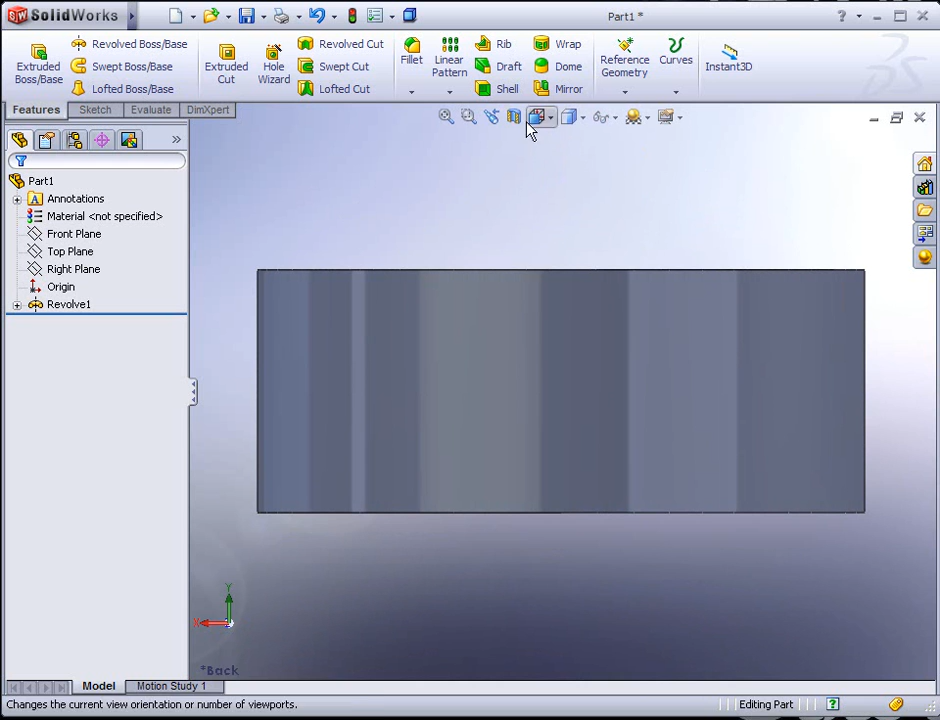 SolidWorks
Part1 *
Extruded Boss/Base
Revolved Boss/Base
Swept Boss/Base
Lofted Boss/Base
Extruded Cut
Hole Wizard
Revolved Cut
Swept Cut
Lofted Cut
Fillet
Linear Pattern
Rib
Draft
Shell
Wrap
Dome
Mirror
Reference Geometry
Curves
Instant3D
Features
Sketch
Evaluate
DimXpert
Part1
Annotations
Material <not specified>
Front Plane
Top Plane
Right Plane
Origin
Revolve1
Y
X
*Back
Model
Motion Study 1
Changes the current view orientation or number of viewports.
Editing Part